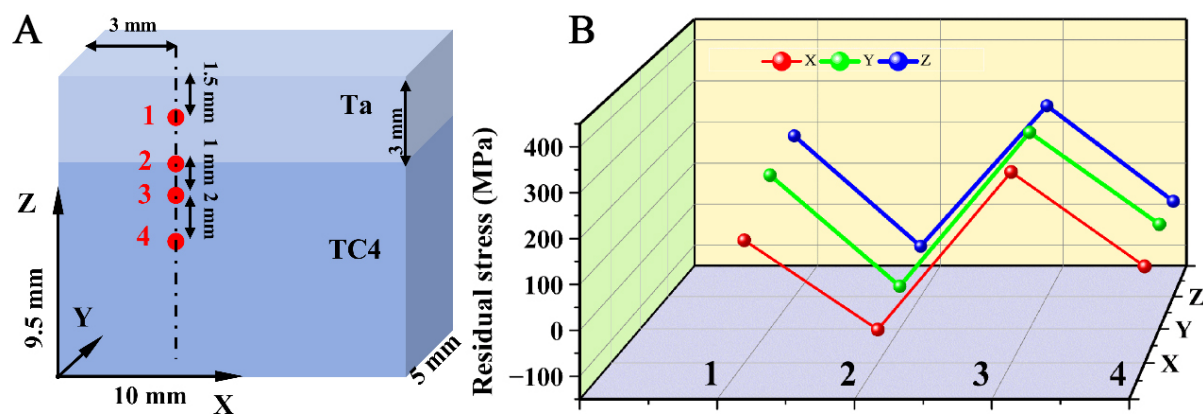 A
3 mm
1.5 mm
Ta
1
3 mm
2
1 mm
3
2 mm
Z
4
TC4
9.5 mm
Y
5 mm
10 mm
X
B
X Y Z
Residual stress (MPa)
400
300
200
100
0
−100
1 2 3 4
Z
Y
X